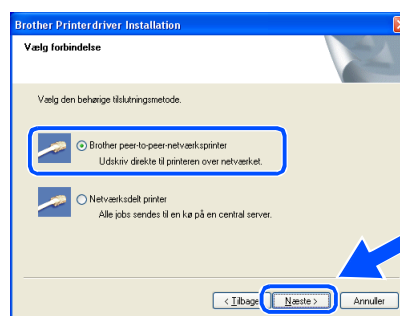 Brother Printerdriver Installation
Vælg forbindelse
Vælg den behørige tilslutningsmetode.
Brother peer-to-peer-netværksprinter
Udskriv direkte til printeren over netværket.
Netværksdelt printer
Alle jobs sendes til en kø på en central server.
< Tilbage Næste > Annuller